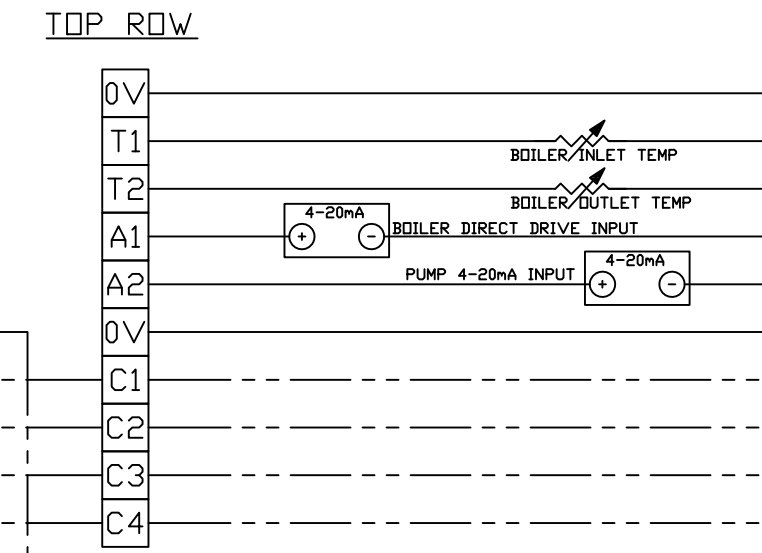 TOP ROW
0V
T1
BOILER INLET TEMP
T2
BOILER OUTLET TEMP
4-20mA
A1
+ -
BOILER DIRECT DRIVE INPUT
4-20mA
A2
PUMP 4-20mA INPUT
+ -
0V
C1
C2
C3
C4